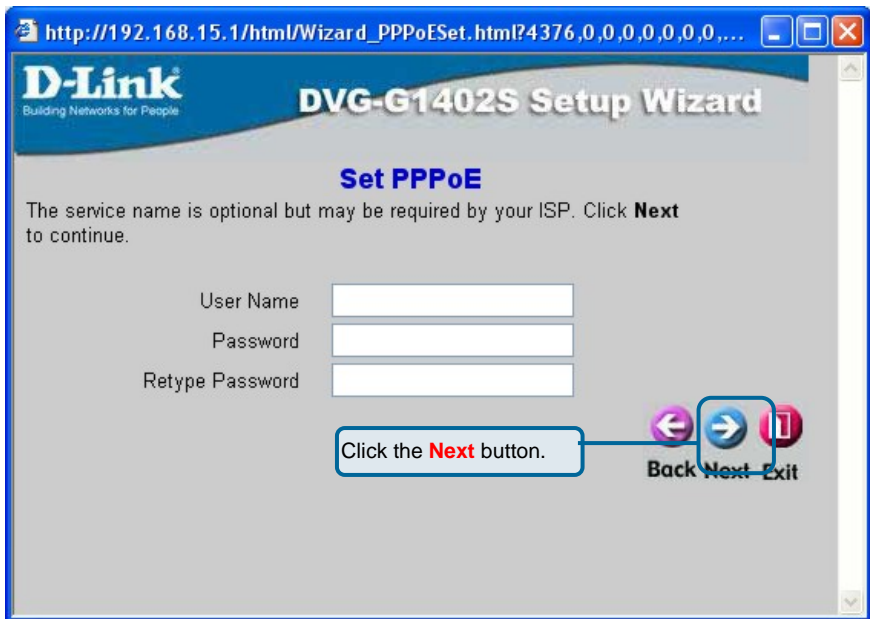 http://192.168.15.1/html/Wizard_PPPoESet.html?4376,0,0,0,0,0,0,0,...
D-Link
Building Networks for People
DVG-G1402S Setup Wizard
Set PPPoE
The service name is optional but may be required by your ISP. Click Next
to continue.
User Name
Password
Retype Password
Click the Next button.
Back Next Exit